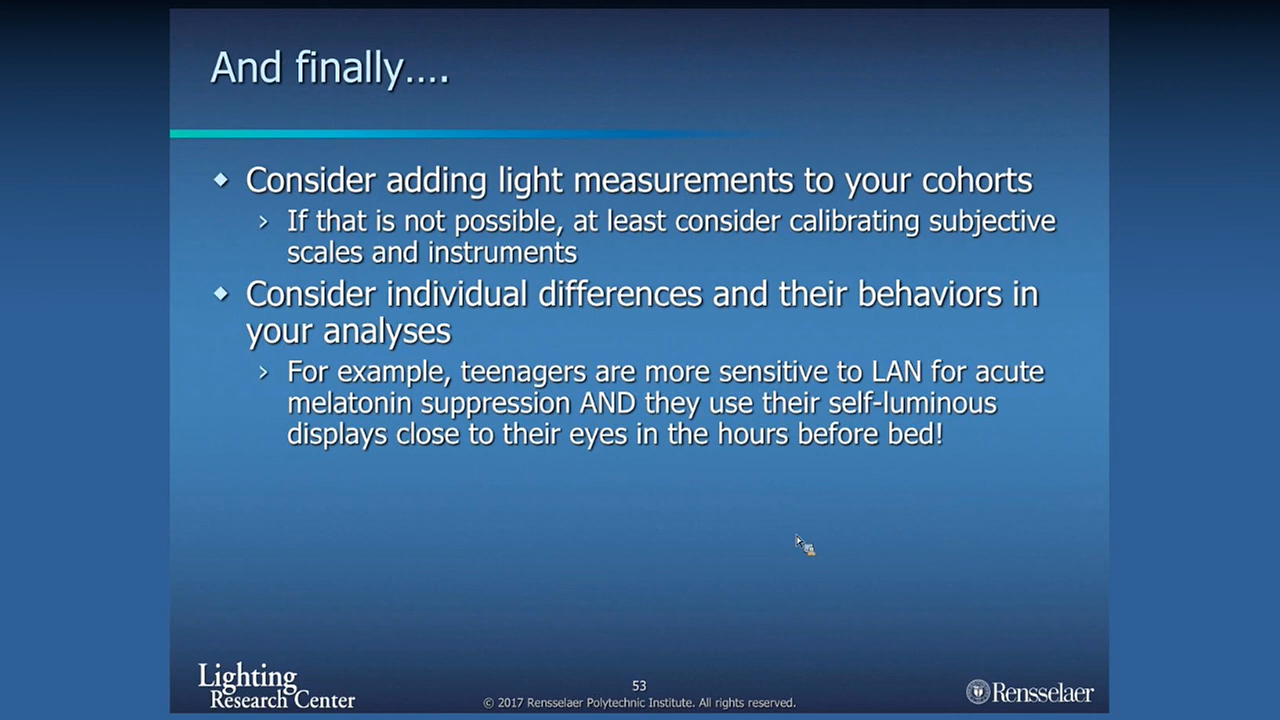 And finally....
Consider adding light measurements to your cohorts
If that is not possible, at least consider calibrating subjective
scales and instruments
Consider individual differences and their behaviors in
your analyses
For example, teenagers are more sensitive to LAN for acute
melatonin suppression AND they use their self-luminous
displays close to their eyes in the hours before bed!
Lighting
Research Center
53
© 2017 Rensselaer Polytechnic Institute. All rights reserved.
Rensselaer